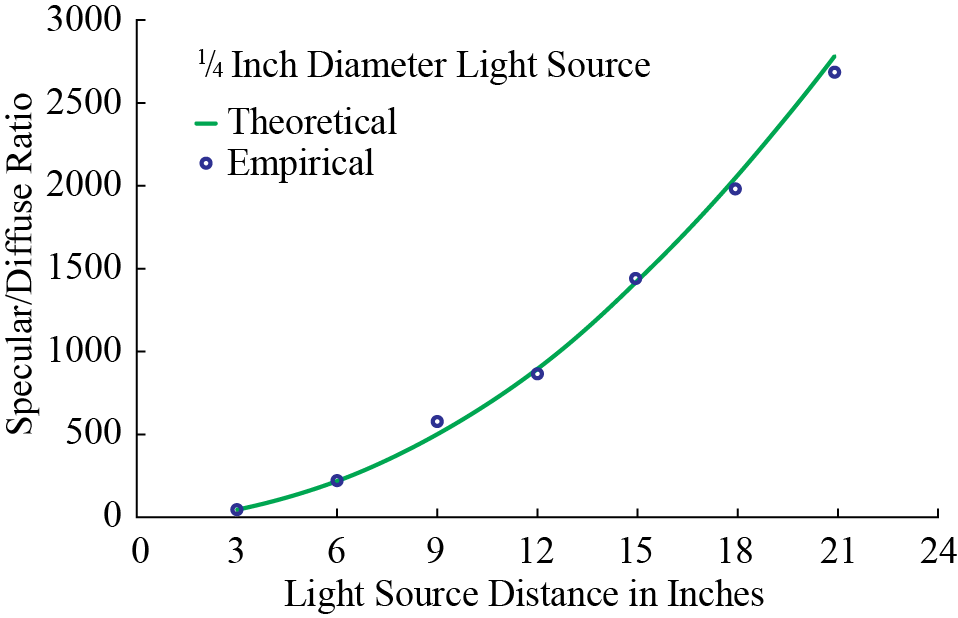 3000
¼ Inch Diameter Light Source
2500
Theoretical
Empirical
2000
1500
1000
500
0
Specular/Diffuse Ratio
0 3 6 9 12 15 18 21 24
Light Source Distance in Inches